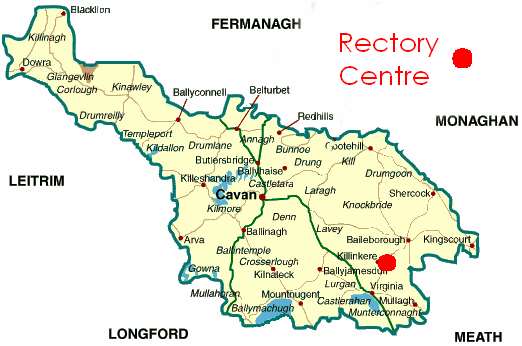 Blacklion
FERMANAGH
Killinagh
Rectory
Centre
Dowra
Glangevlin
Corlough
Kinawley
Ballyconnell
Belturbet
Drumreilly
Redhills
MONAGHAN
Templeport
Annagh
Kildallon
Drumlane
Bunnoe
ootehill
Butlersbridge
Drung
Kill
Ballyhaise
Drumgoon
LEITRIM
Killeshandra
Castletara
Laragh
Shercock
Cavan
Knockbride
Kilmore
Denn
Lavey
Arva
Ballinagh
Baileborough
Kingscourt
Ballintemple
Killinkere
Crosserlough
Gowna
Kilnaleck
Ballyjamesduff
Lurgan
Virginia
Mullahoran
Mountnugent
Castlerahan
Mullagh
Ballymachugh
Munterconnaght
LONGFORD
MEATH